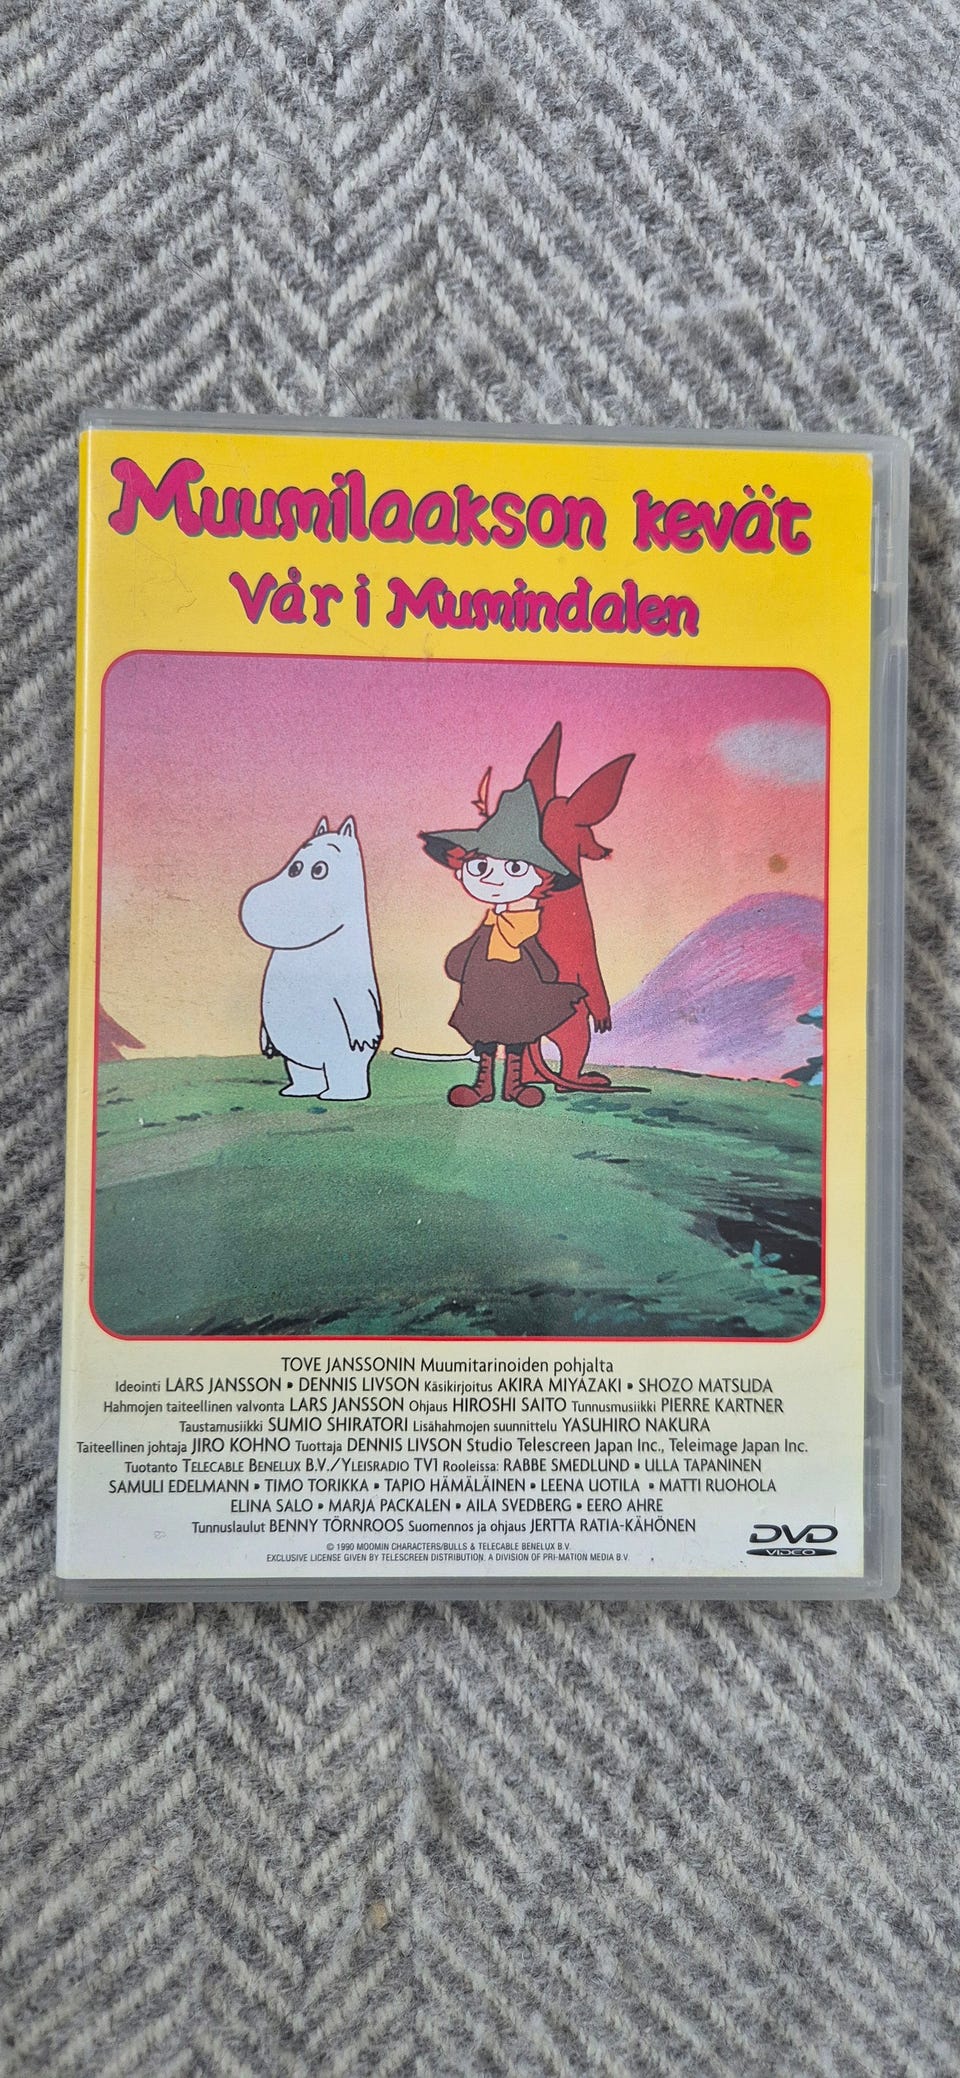 Muumilaakson kevät
Vår i Mumindalen
TOVE JANSSONIN Muumitarinoiden pohjalta
Ideointi LARS JANSSON • DENNIS LIVSON Käsikirjoitus AKIRA MIYAZAKI • SHOZO MATSUDA
Hahmojen taiteellinen valvonta LARS JANSSON Ohjaus HIROSHI SAITO Tunnusmusiikki PIERRE KARTNER
Taustamusiikki SUMIO SHIRATORI Lisähahmojen suunnittelu YASUHIRO NAKURA
Taiteellinen johtaja JIRO KOHNO Tuottaja DENNIS LIVSON Studio Telescreen Japan Inc., Teleimage Japan Inc.
Tuotanto TELECABLE BENELUX B.V./YLEISRADIO TV1 Rooleissa: RABBE SMEDLUND • ULLA TAPANINEN
SAMULI EDELMANN • TIMO TORIKKA • TAPIO HÄMÄLÄINEN • LEENA UOTILA • MATTI RUOHOLA
ELINA SALO • MARJA PACKALEN • AILA SVEDBERG • EERO AHRE
Tunnuslaulut BENNY TÖRNROOS Suomennos ja ohjaus JERTTA RATIA-KÄHÖNEN
© 1990 MOOMIN CHARACTERS/BULLS & TELECABLE BENELUX B.V.
EXCLUSIVE LICENSE GIVEN BY TELESCREEN DISTRIBUTION, A DIVISION OF PRI-MATION MEDIA B.V.
DVD
VIDEO